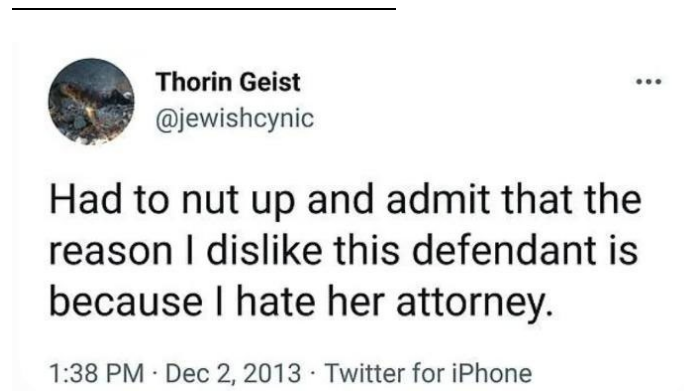 Thorin Geist
@jewishcynic
Had to nut up and admit that the
reason I dislike this defendant is
because I hate her attorney.
1:38 PM · Dec 2, 2013 · Twitter for iPhone